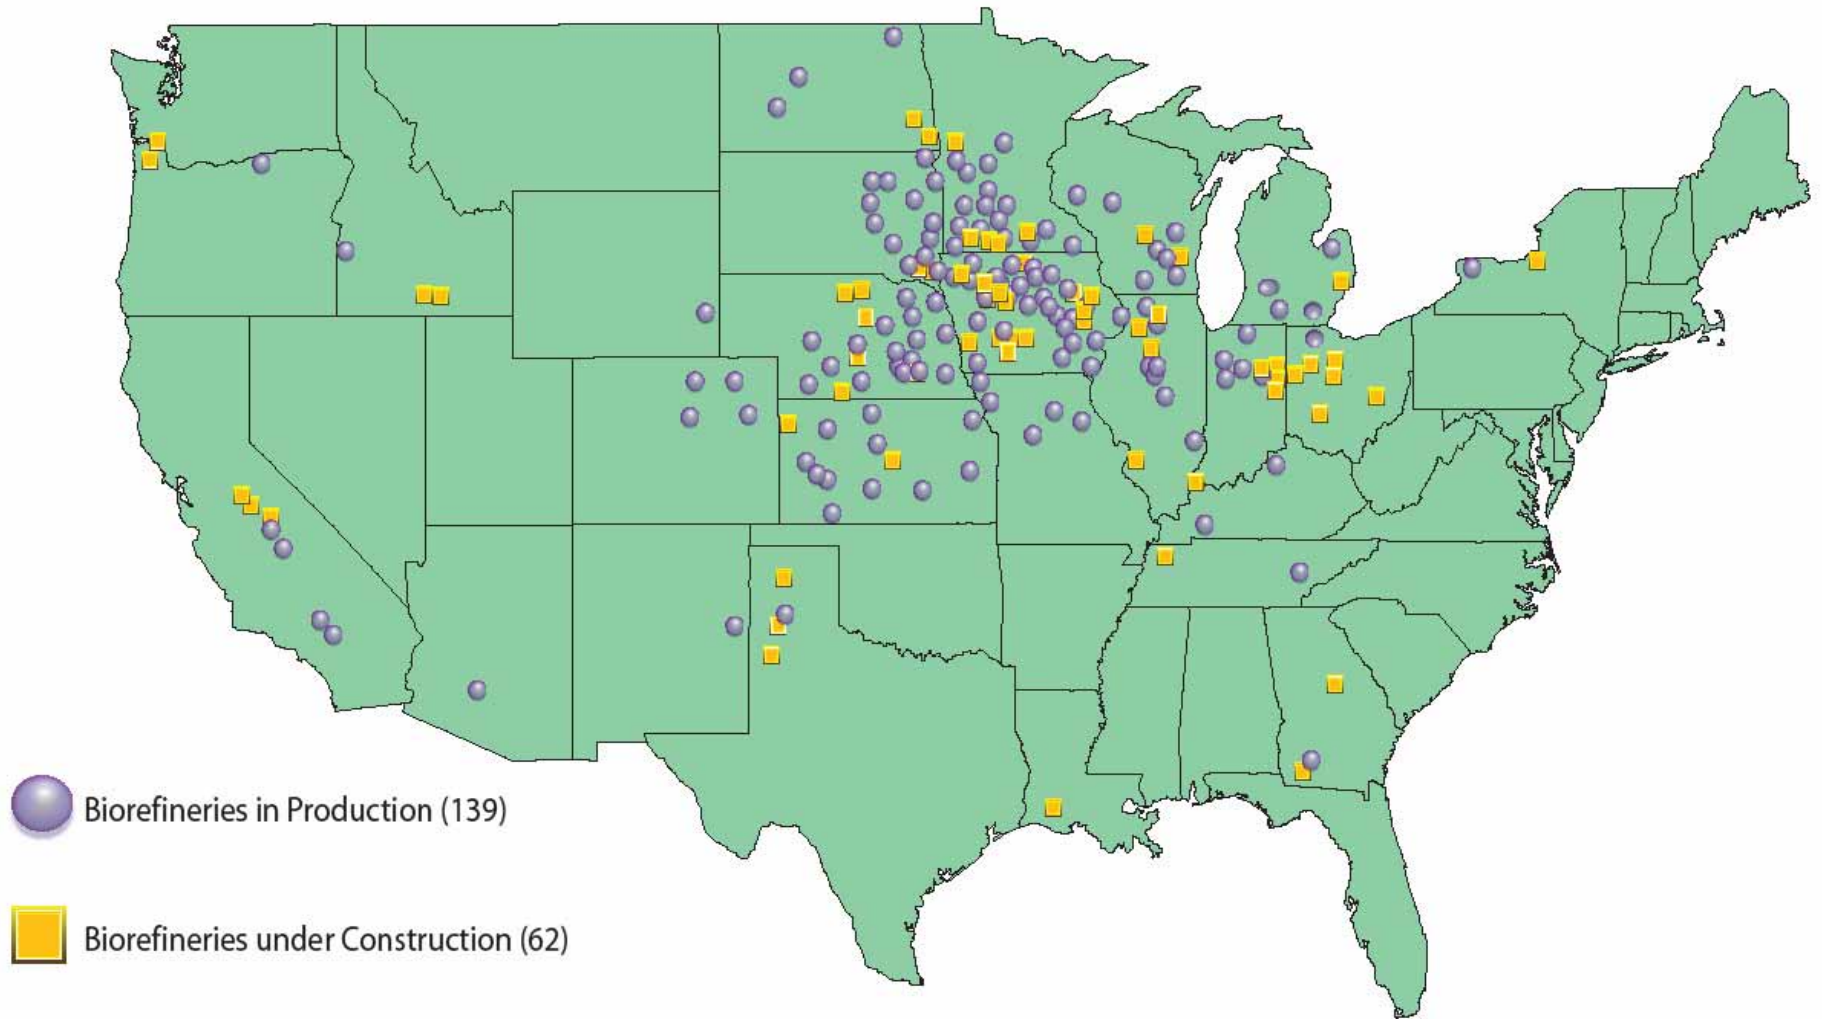 Biorefineries in Production (139)
Biorefineries under Construction (62)